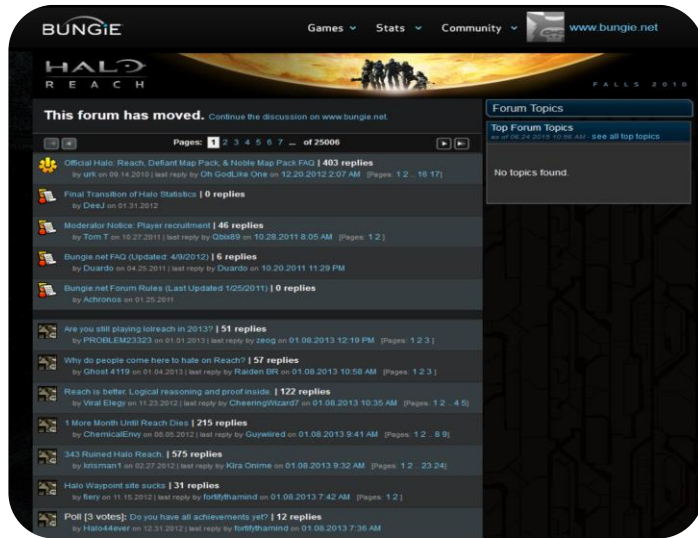 BUNGiE
Games Stats Community www.bungie.net
HALO
REACH
FALLS 2010
This forum has moved. Continue the discussion on www.bungie.net.
Pages: 1 2 3 4 5 6 7 ... of 25006
Official Halo: Reach, Defiant Map Pack, & Noble Map Pack FAQ | 403 replies
by urk on 09.14.2010 | last reply by Oh GodLike One on 12.20.2012 2:07 AM [Pages: 1 2 .. 16 17]
Final Transition of Halo Statistics | 0 replies
by DeeJ on 01.31.2012
Moderator Notice: Player recruitment | 46 replies
by Tom T on 10.27.2011 | last reply by Qbix89 on 10.28.2011 8:05 AM [Pages: 1 2 ]
Bungie.net FAQ (Updated: 4/9/2012) | 6 replies
by Duardo on 04.25.2011 | last reply by Duardo on 10.20.2011 11:29 PM
Bungie.net Forum Rules (Last Updated 1/25/2011) | 0 replies
by Achronos on 01.25.2011
Are you still playing lolreach in 2013? | 51 replies
by PROBLEM23323 on 01.01.2013 | last reply by zeog on 01.08.2013 12:19 PM [Pages: 1 2 3 ]
Why do people come here to hate on Reach? | 57 replies
by Ghost 4119 on 01.04.2013 | last reply by Raiden BR on 01.08.2013 10:58 AM [Pages: 1 2 3 ]
Reach is better. Logical reasoning and proof inside. | 122 replies
by Viral Elegy on 11.23.2012 | last reply by CheeringWizard7 on 01.08.2013 10:35 AM [Pages: 1 2 .. 4 5]
1 More Month Until Reach Dies | 215 replies
by ChemicalEnvy on 08.05.2012 | last reply by Guywired on 01.08.2013 9:41 AM [Pages: 1 2 .. 8 9]
343 Ruined Halo Reach. | 575 replies
by krisman1 on 02.27.2012 | last reply by Kira Onime on 01.08.2013 9:32 AM [Pages: 1 2 .. 23 24]
Halo Waypoint site sucks | 31 replies
by fiery on 11.15.2012 | last reply by fortifythamind on 01.08.2013 7:42 AM [Pages: 1 2 ]
Poll [3 votes]: Do you have all achievements yet? | 12 replies
by Halo44ever on 12.31.2012 | last reply by fortifythamind on 01.08.2013 7:36 AM
Forum Topics
Top Forum Topics
as of 06.24.2015 10:56 AM - see all top topics
No topics found.